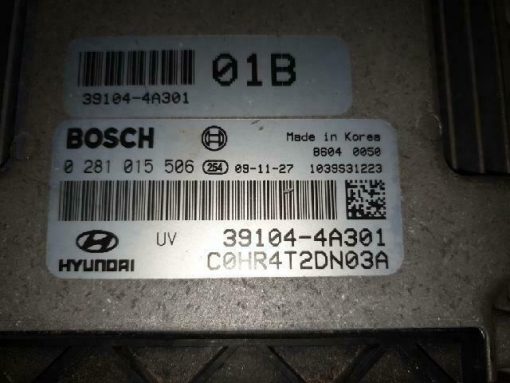 01B
39104-4A301
BOSCH Made in Korea
8604 0050
0 281 015 506 254 09-11-27 1039S31223
HYUNDAI UV 39104-4A301
C0HR4T2DN03A